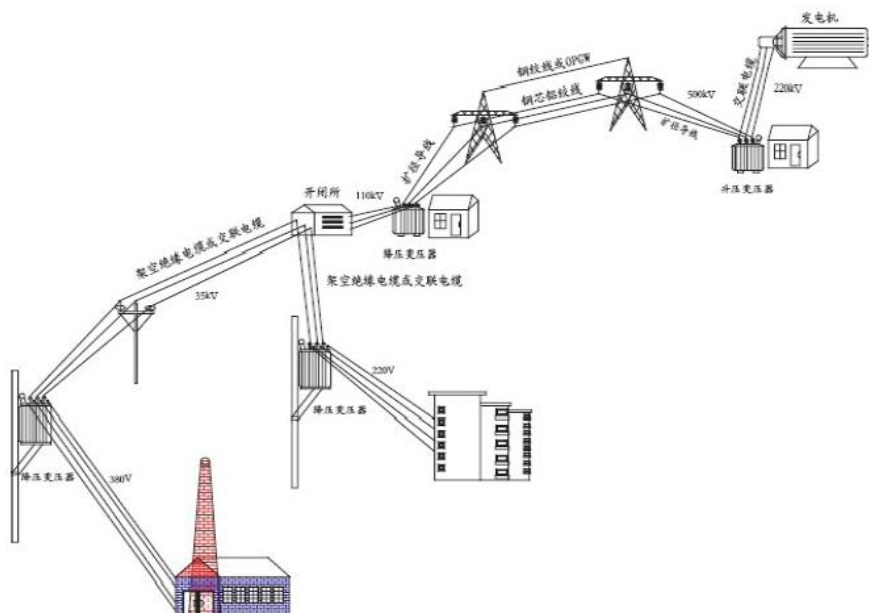 发电机
钢绞线或OPGW
交联电缆
220kV
钢芯铝绞线
500kV
扩径导线
扩径导线
升压变压器
开闭所
110kV
降压变压器
架空绝缘电缆或交联电缆
35kV
架空绝缘电缆或交联电缆
220V
降压变压器
降压变压器
380V